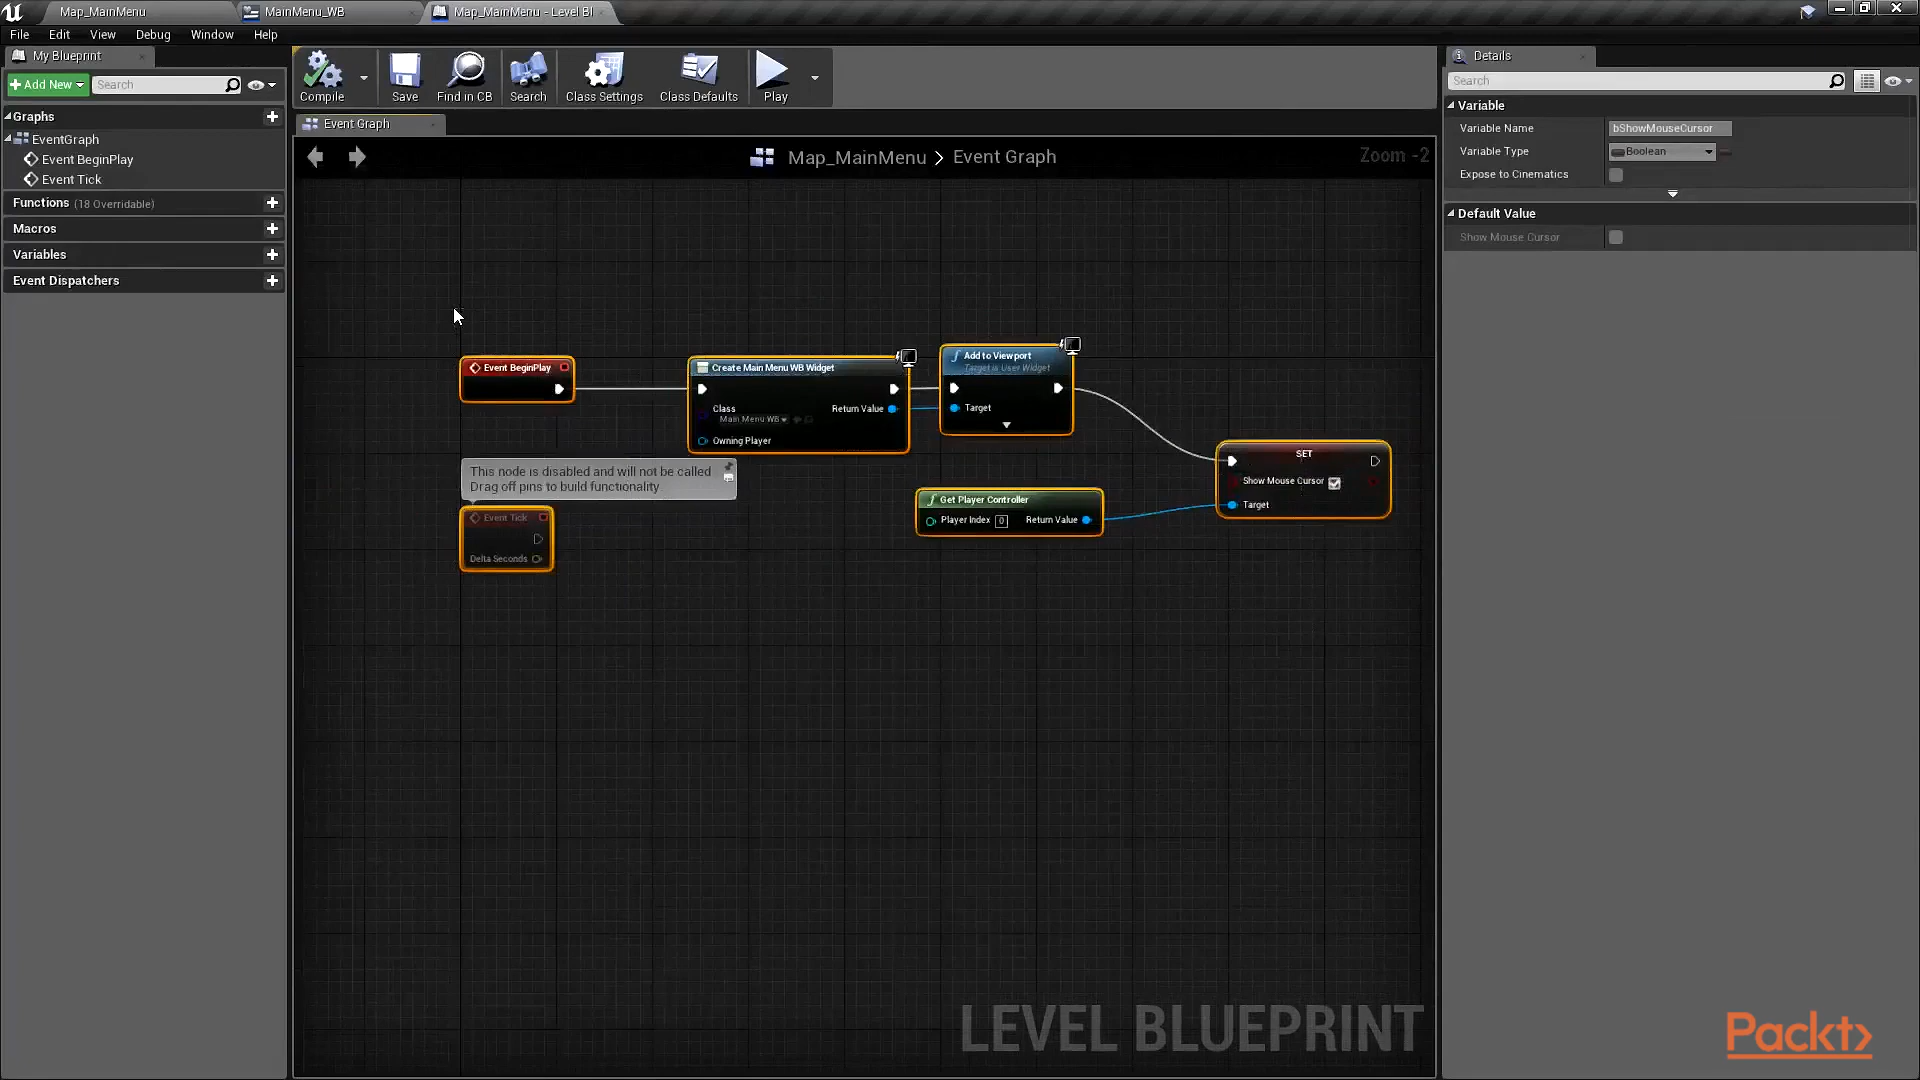 Map_MainMenu
MainMenu_WB
Map_MainMenu - Level Bl
File Edit View Debug Window Help
My Blueprint
Add New
Search
Graphs
EventGraph
Event BeginPlay
Event Tick
Functions (18 Overridable)
Macros
Variables
Event Dispatchers
Compile
Save
Find in CB
Search
Class Settings
Class Defaults
Play
Event Graph
Map_MainMenu > Event Graph
Zoom -2
Event BeginPlay
Create Main Menu WB Widget
Class
Main Menu WB
Return Value
Owning Player
Add to Viewport
Target is User Widget
Target
SET
Show Mouse Cursor
Target
Get Player Controller
Player Index 0
Return Value
This node is disabled and will not be called
Drag off pins to build functionality
Event Tick
Delta Seconds
LEVEL BLUEPRINT
Details
Search
Variable
Variable Name bShowMouseCursor
Variable Type Boolean
Expose to Cinematics
Default Value
Show Mouse Cursor
Packt>